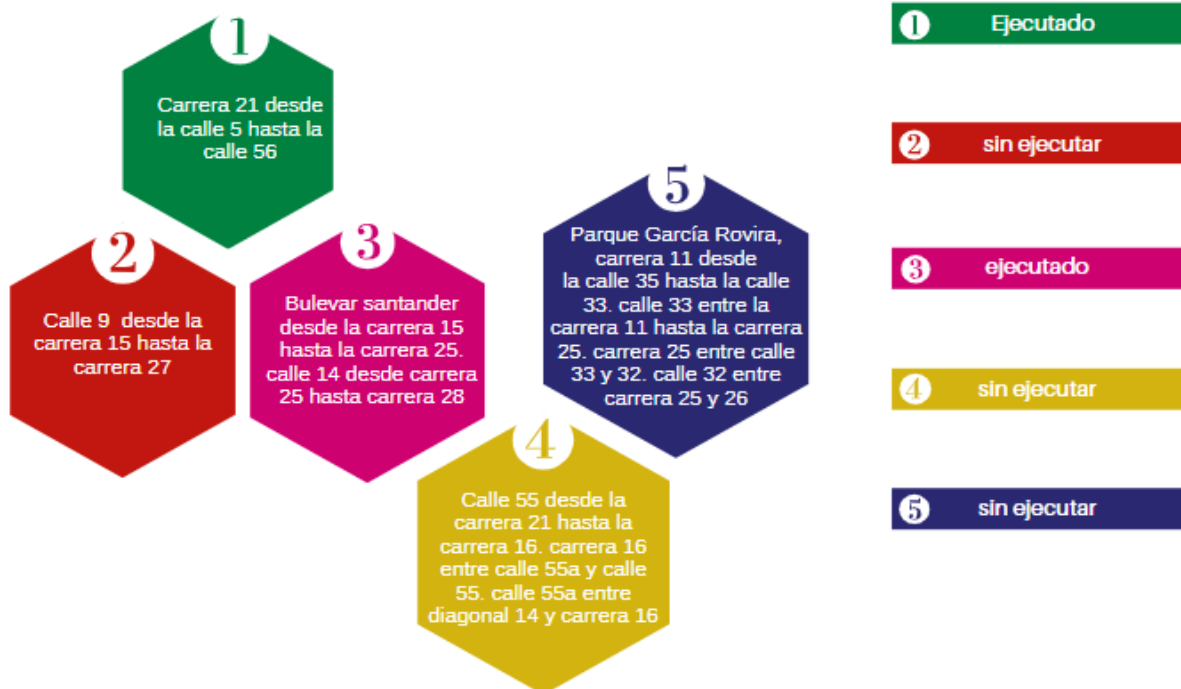 1
Carrera 21 desde
la calle 5 hasta la
calle 56
2
Calle 9 desde la
carrera 15 hasta la
carrera 27
3
Bulevar santander
desde la carrera 15
hasta la carrera 25.
calle 14 desde carrera
25 hasta carrera 28
4
Calle 55 desde la
carrera 21 hasta la
carrera 16. carrera 16
entre calle 55a y calle
55. calle 55a entre
diagonal 14 y carrera 16
5
Parque García Rovira,
carrera 11 desde
la calle 35 hasta la calle
33. calle 33 entre la
carrera 11 hasta la carrera
25. carrera 25 entre calle
33 y 32. calle 32 entre
carrera 25 y 26
1 Ejecutado
2 sin ejecutar
3 ejecutado
4 sin ejecutar
5 sin ejecutar